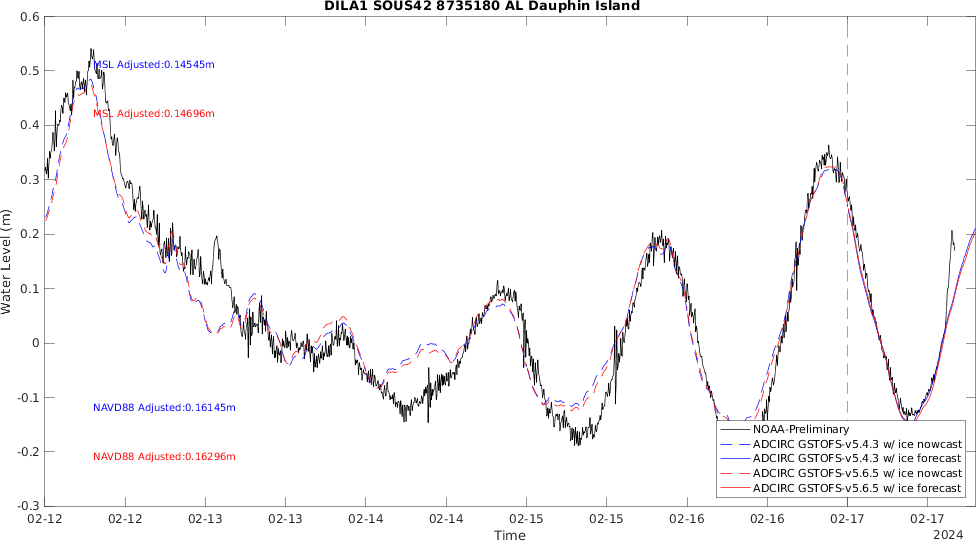 DILA1 SOUS42 8735180 AL Dauphin Island
0.6
0.5
0.4
0.3
0.2
0.1
0
-0.1
-0.2
-0.3
Water Level (m)
MSL Adjusted:0.14545m
MSL Adjusted:0.14696m
NAVD88 Adjusted:0.16145m
NAVD88 Adjusted:0.16296m
NOAA-Preliminary
ADCIRC GSTOFS-v5.4.3 w/ ice nowcast
ADCIRC GSTOFS-v5.4.3 w/ ice forecast
ADCIRC GSTOFS-v5.6.5 w/ ice nowcast
ADCIRC GSTOFS-v5.6.5 w/ ice forecast
02-12 02-12 02-13 02-13 02-14 02-14 02-15 02-15 02-16 02-16 02-17 02-17
Time
2024